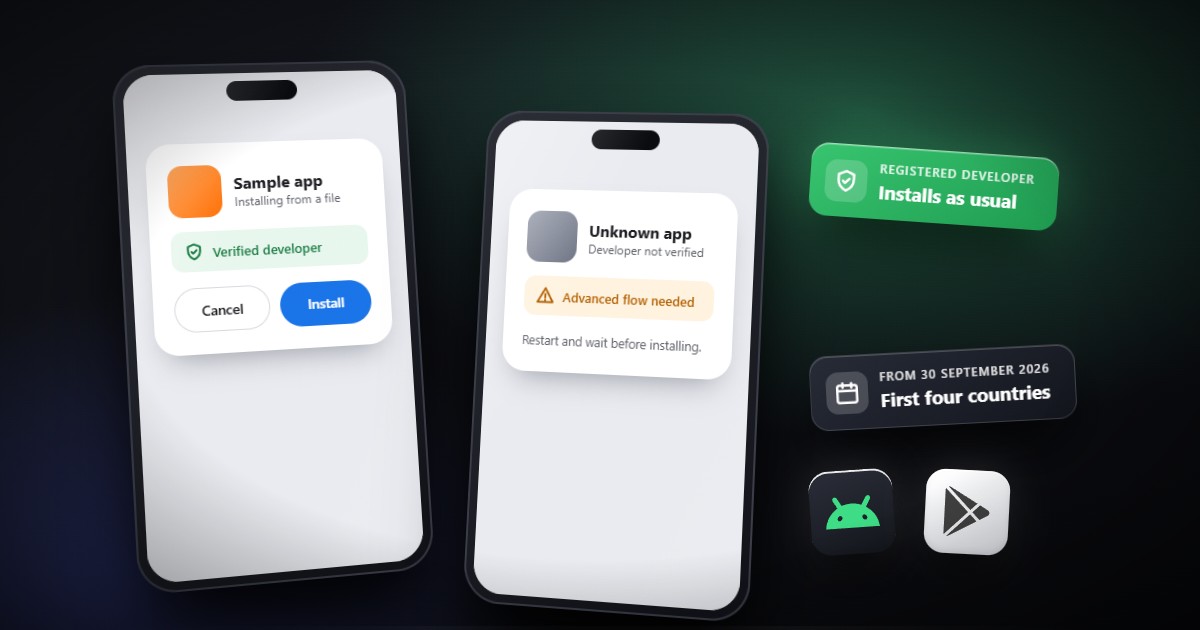 Sample app
Installing from a file
Verified developer
Cancel
Install
Unknown app
Developer not verified
Advanced flow needed
Restart and wait before installing.
REGISTERED DEVELOPER
Installs as usual
FROM 30 SEPTEMBER 2026
First four countries